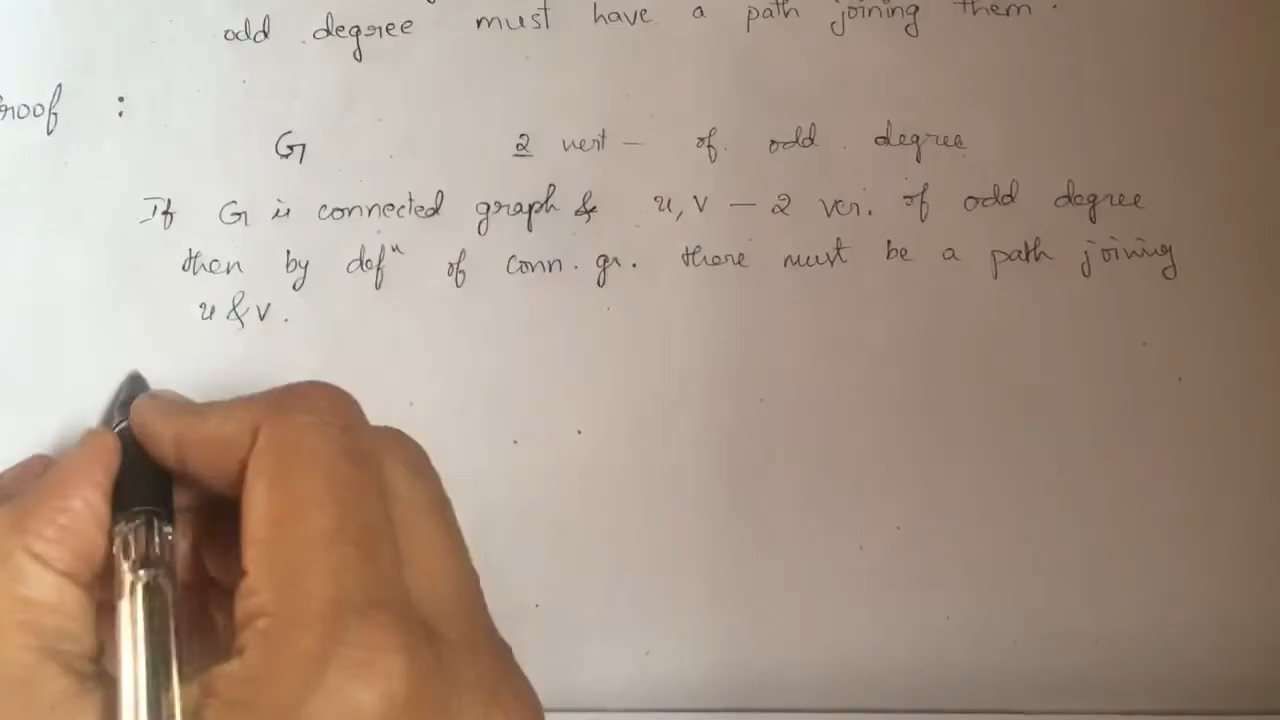 odd degree must have a path joining them.
roof :
G 2 vert - of odd degree
If G is connected graph & u, v - 2 ver. of odd degree
then by defⁿ of conn. gr. there must be a path joining
u & v.